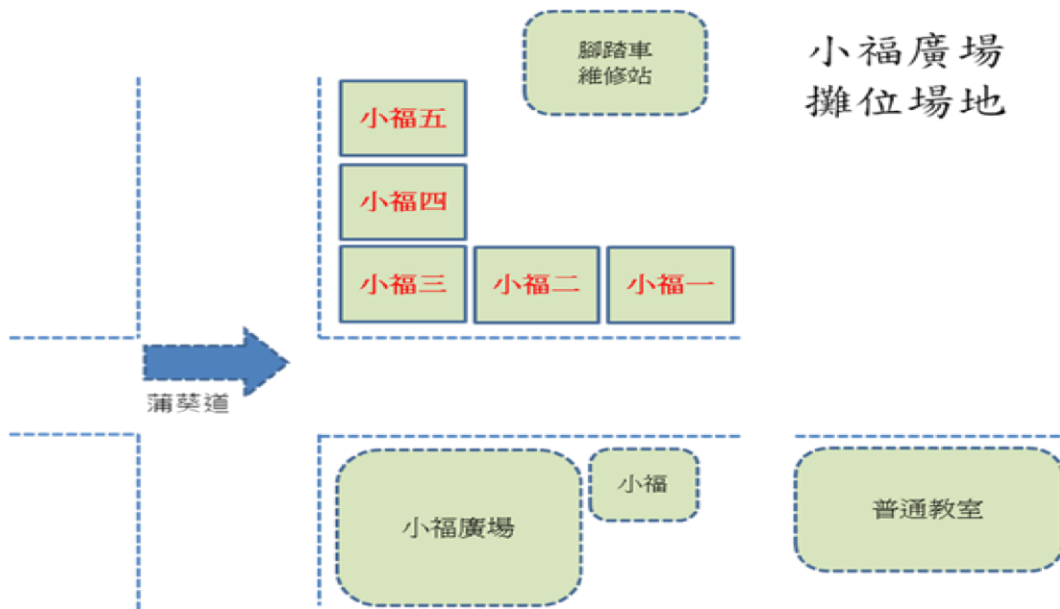 小福廣場
攤位場地
腳踏車
維修站
小福五
小福四
小福三
小福二
小福一
蒲葵道
小福廣場
小福
普通教室